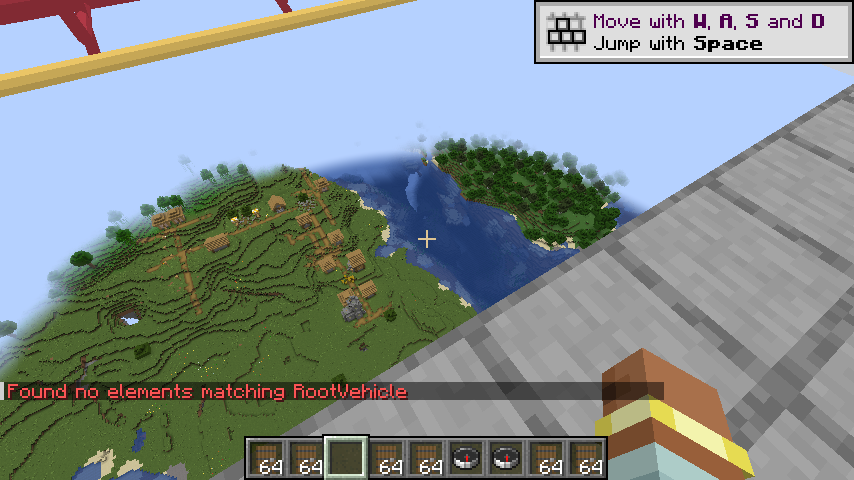 Move with W, A, S and D
Jump with Space
Found no elements matching RootVehicle
64 64 64 64 64 64